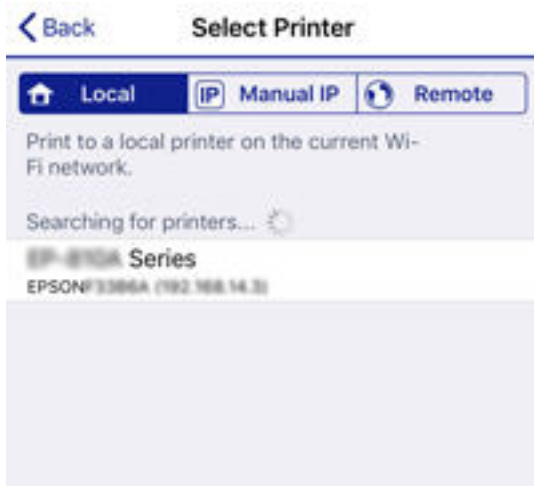 Back
Select Printer
Local
IP Manual IP
Remote
Print to a local printer on the current Wi-
Fi network.
Searching for printers...
Series
EPSON